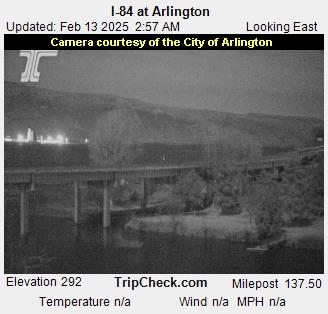 I-84 at Arlington
Updated: Feb 13 2025 2:57 AM Looking East
Camera courtesy of the City of Arlington
Elevation 292 TripCheck.com Milepost 137.50
Temperature n/a Wind n/a MPH n/a